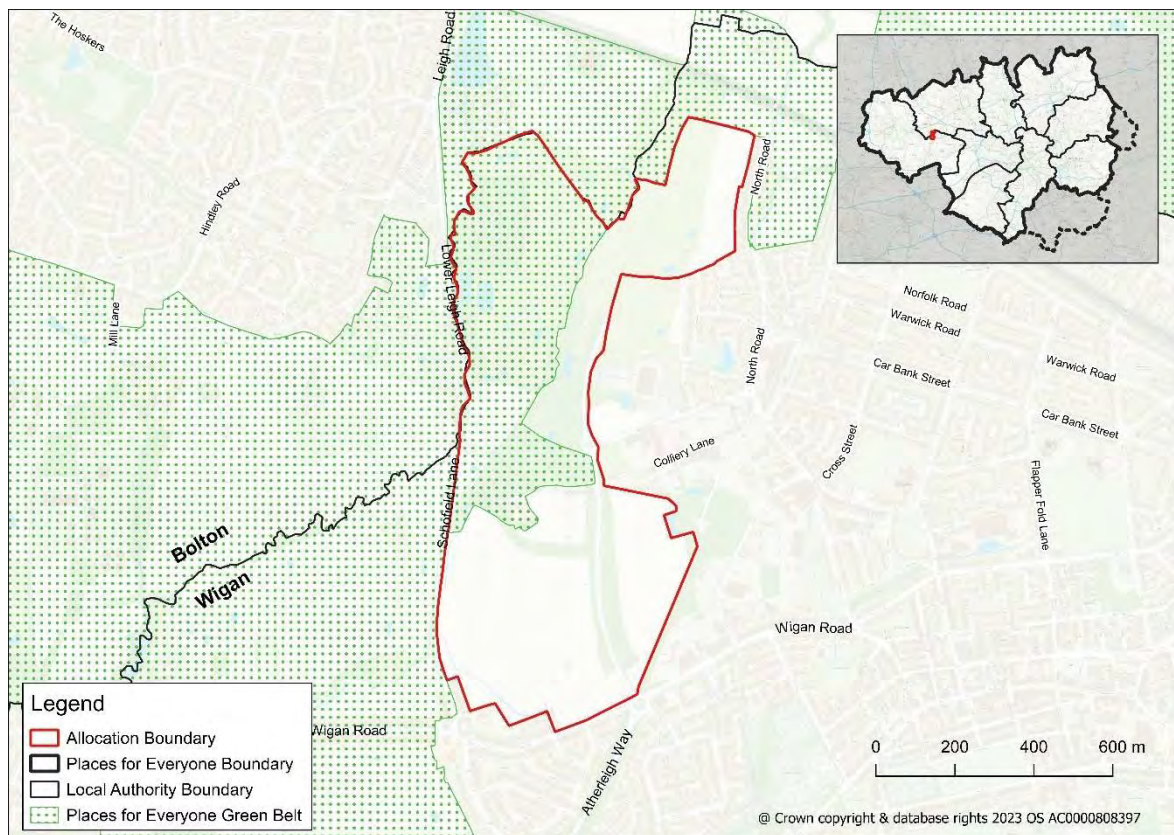 The Hoskers
Leigh Road
Hindley Road
Mill Lane
Lower Leigh Road
North Road
Norfolk Road
Warwick Road
Warwick Road
Car Bank Street
Car Bank Street
North Road
Colliery Lane
Cross Street
Flapper Fold Lane
Schofield Lane
Bolton
Wigan
Wigan Road
Wigan Road
Atherleigh Way
Legend
Allocation Boundary
Places for Everyone Boundary
Local Authority Boundary
Places for Everyone Green Belt
0 200 400 600 m
@ Crown copyright & database rights 2023 OS AC0000808397